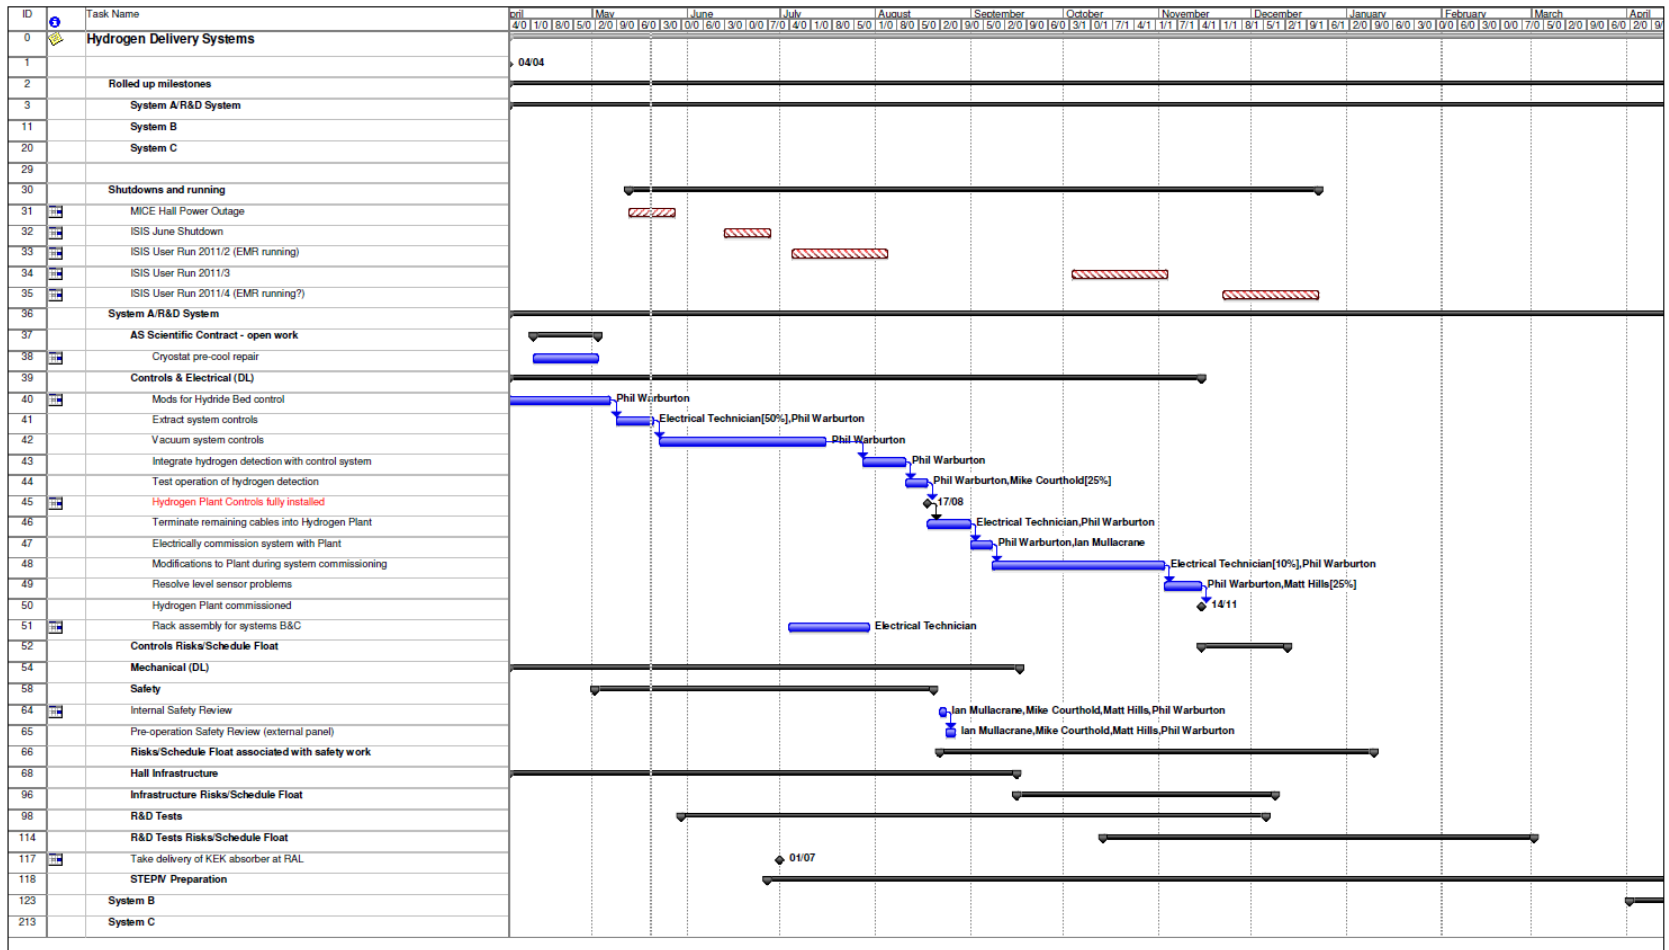 ID Task Name pril May June July August September October November December January February March April
0 Hydrogen Delivery Systems
1 04/04
2 Rolled up milestones
3 System A/R&D System
11 System B
20 System C
29
30 Shutdowns and running
31 MICE Hall Power Outage
32 ISIS June Shutdown
33 ISIS User Run 2011/2 (EMR running)
34 ISIS User Run 2011/3
35 ISIS User Run 2011/4 (EMR running?)
36 System A/R&D System
37 AS Scientific Contract - open work
38 Cryostat pre-cool repair
39 Controls & Electrical (DL)
40 Mods for Hydride Bed control Phil Warburton
41 Extract system controls Electrical Technician[50%],Phil Warburton
42 Vacuum system controls Phil Warburton
43 Integrate hydrogen detection with control system Phil Warburton
44 Test operation of hydrogen detection Phil Warburton,Mike Courthold[25%]
45 Hydrogen Plant Controls fully installed 17/08
46 Terminate remaining cables into Hydrogen Plant Electrical Technician,Phil Warburton
47 Electrically commission system with Plant Phil Warburton,Ian Mullacrane
48 Modifications to Plant during system commissioning Electrical Technician[10%],Phil Warburton
49 Resolve level sensor problems Phil Warburton,Matt Hills[25%]
50 Hydrogen Plant commissioned 14/11
51 Rack assembly for systems B&C Electrical Technician
52 Controls Risks/Schedule Float
54 Mechanical (DL)
58 Safety
64 Internal Safety Review Ian Mullacrane,Mike Courthold,Matt Hills,Phil Warburton
65 Pre-operation Safety Review (external panel) Ian Mullacrane,Mike Courthold,Matt Hills,Phil Warburton
66 Risks/Schedule Float associated with safety work
68 Hall Infrastructure
96 Infrastructure Risks/Schedule Float
98 R&D Tests
114 R&D Tests Risks/Schedule Float
117 Take delivery of KEK absorber at RAL 01/07
118 STEPIV Preparation
123 System B
213 System C